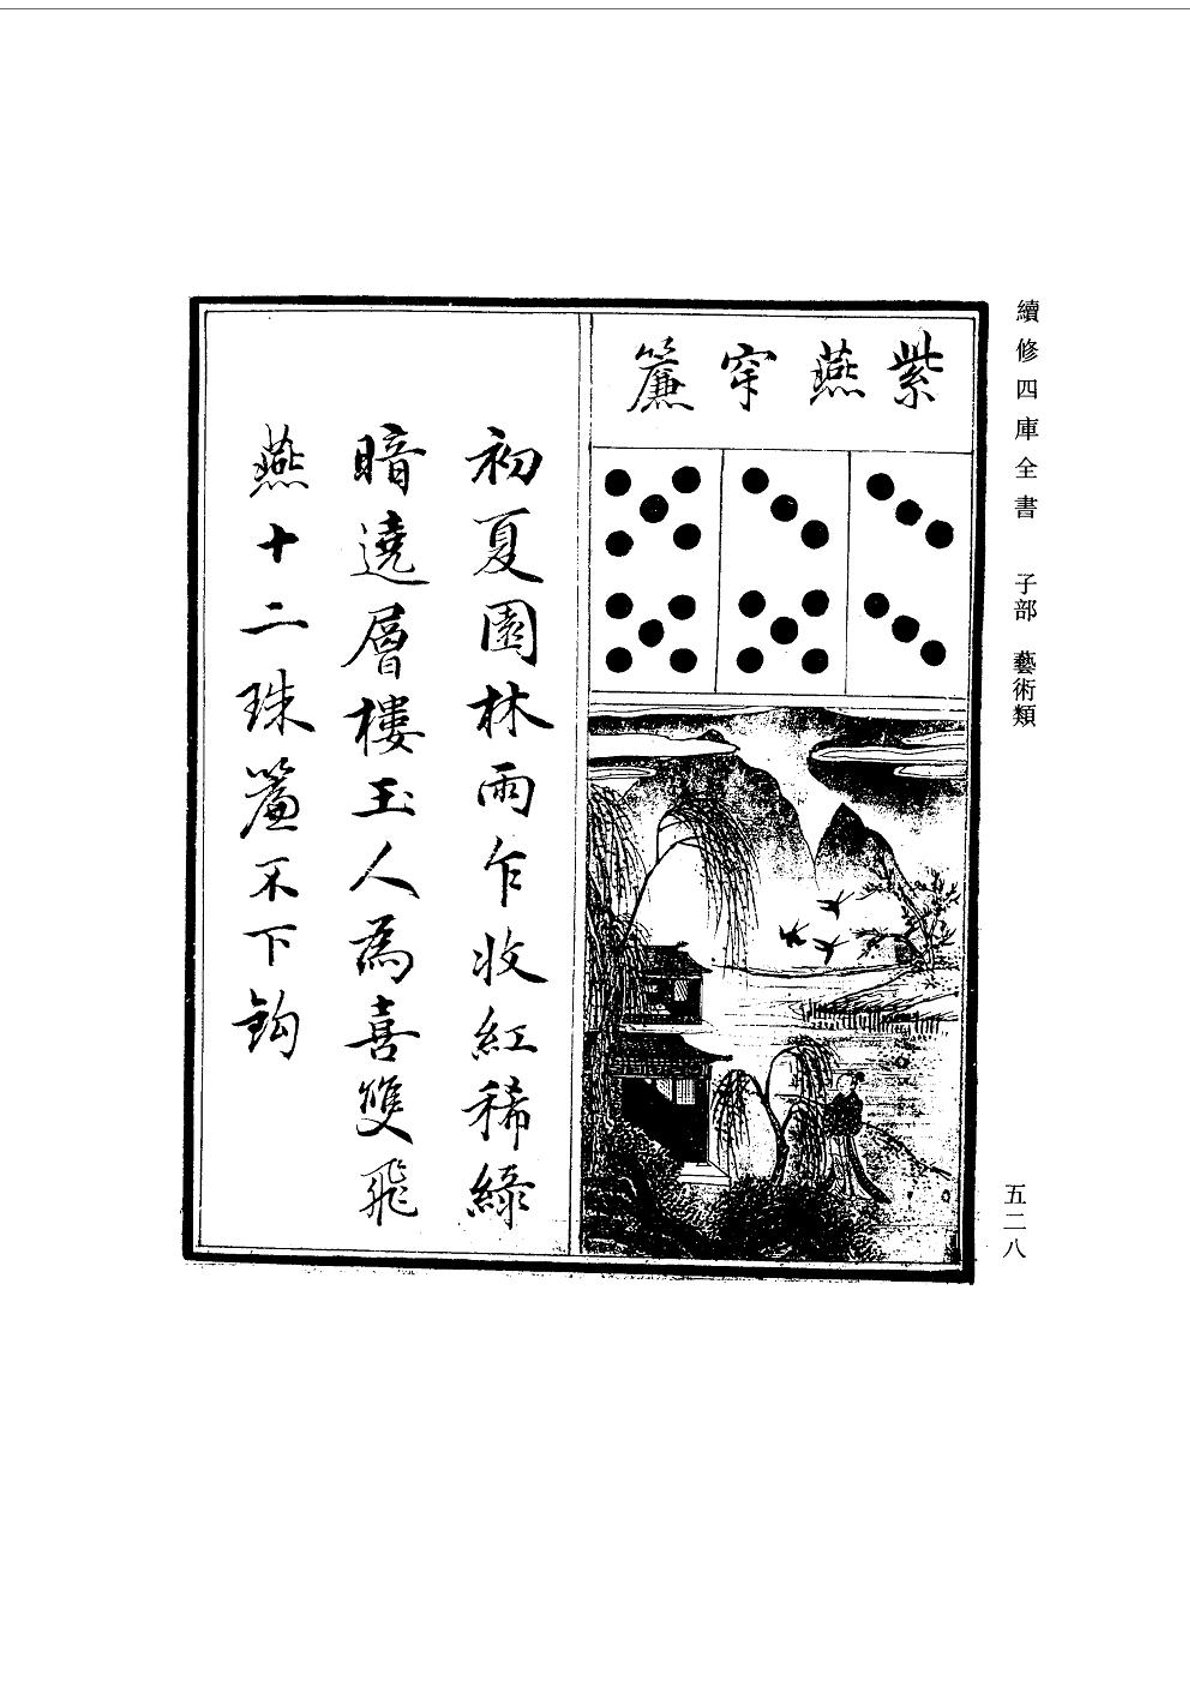 續修四庫全書 子部 藝術類
五二八
紫燕穿簾
初夏園林雨乍收紅稀綠
暗遶層樓玉人為喜雙飛
燕十二珠簾不下鈎